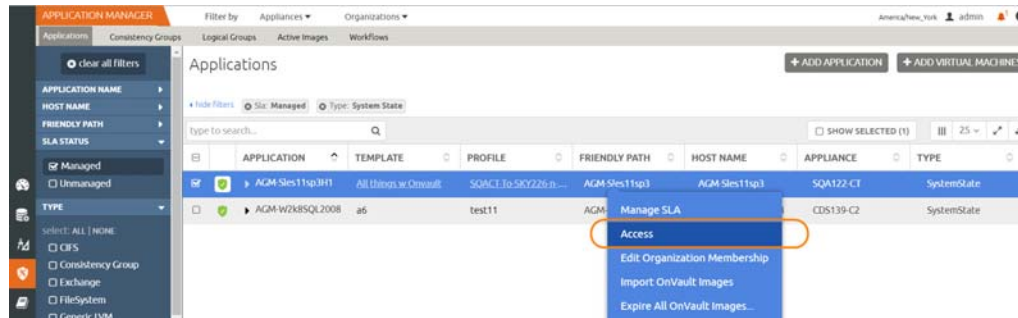 APPLICATION MANAGER Filter by Appliances Organizations America/New_York admin
Applications Consistency Groups Logical Groups Active Images Workflows
clear all filters
Applications
+ ADD APPLICATION + ADD VIRTUAL MACHINES
APPLICATION NAME
HOST NAME
hide filters Sla: Managed Type: System State
FRIENDLY PATH
type to search... SHOW SELECTED (1) 25
SLA STATUS
APPLICATION TEMPLATE PROFILE FRIENDLY PATH HOST NAME APPLIANCE TYPE
Managed
Unmanaged
AGM-Sles11sp3H1 All things w Onvault SQACT-To-SKY226-n-... AGM-Sles11sp3 AGM-Sles11sp3 SQA122-CT SystemState
TYPE
AGM-W2k8SQL2008 a6 test11 AGM- CDS139-C2 SystemState
select: ALL | NONE
CIFS
Consistency Group
Exchange
FileSystem
Generic LVM
Manage SLA
Access
Edit Organization Membership
Import OnVault Images
Expire All OnVault Images...